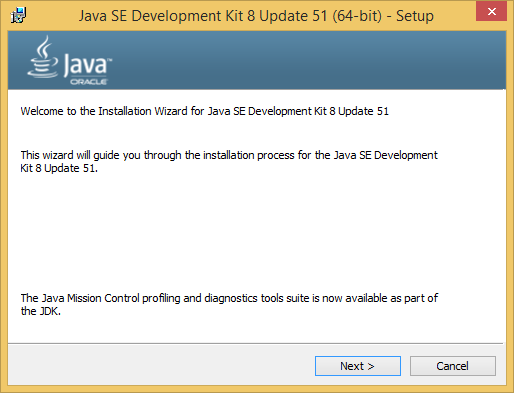 Java SE Development Kit 8 Update 51 (64-bit) - Setup
Java™
ORACLE
Welcome to the Installation Wizard for Java SE Development Kit 8 Update 51
This wizard will guide you through the installation process for the Java SE Development
Kit 8 Update 51.
The Java Mission Control profiling and diagnostics tools suite is now available as part of
the JDK.
Next >
Cancel